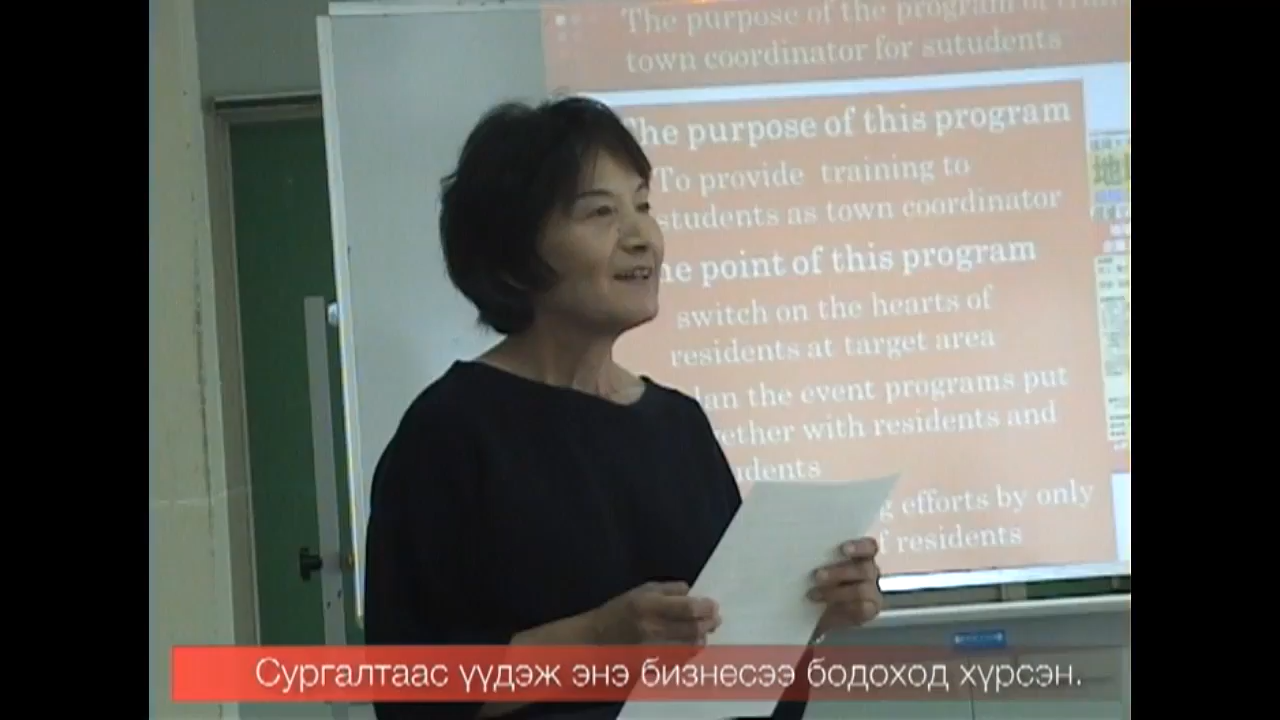 The purpose of the program of
town coordinator for sutudents
The purpose of this program
To provide training to
students as town coordinator
point of this program
switch on the hearts of
residents at target area
the event programs put
with residents and
efforts by only
residents
Сургалтаас үүдэж энэ бизнесээ бодоход хүрсэн.